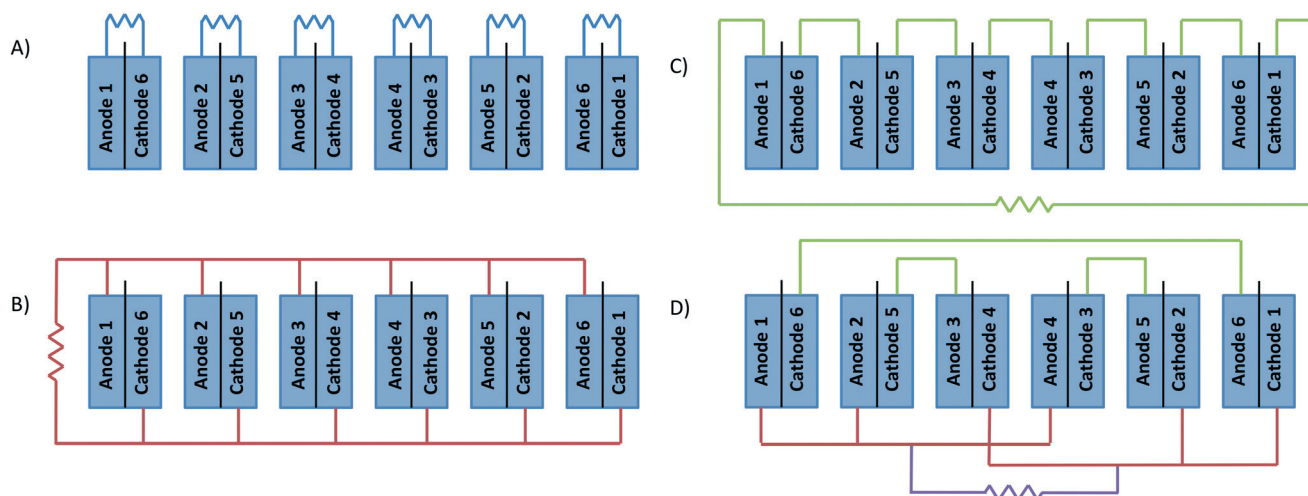 A)
Anode 1
Cathode 6
Anode 2
Cathode 5
Anode 3
Cathode 4
Anode 4
Cathode 3
Anode 5
Cathode 2
Anode 6
Cathode 1
B)
Anode 1
Cathode 6
Anode 2
Cathode 5
Anode 3
Cathode 4
Anode 4
Cathode 3
Anode 5
Cathode 2
Anode 6
Cathode 1
C)
Anode 1
Cathode 6
Anode 2
Cathode 5
Anode 3
Cathode 4
Anode 4
Cathode 3
Anode 5
Cathode 2
Anode 6
Cathode 1
D)
Anode 1
Cathode 6
Anode 2
Cathode 5
Anode 3
Cathode 4
Anode 4
Cathode 3
Anode 5
Cathode 2
Anode 6
Cathode 1